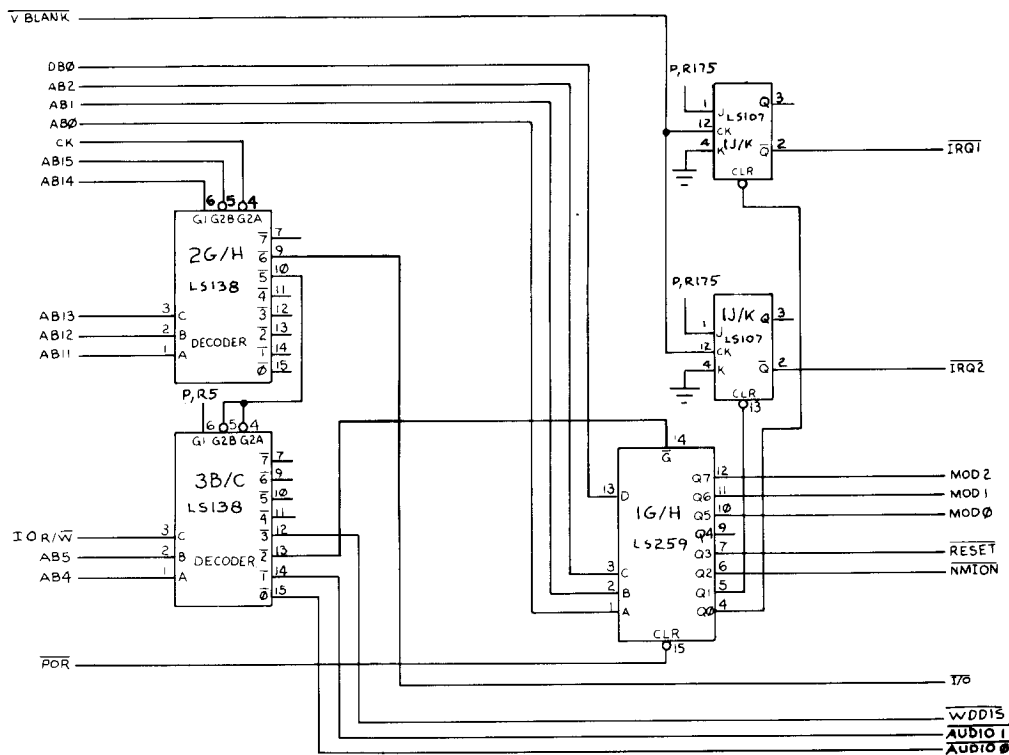 V BLANK
DBØ
AB2
AB1
ABØ
CK
AB15
AB14
6 5 4
G1 G2B G2A
2G/H
LS138
DECODER
AB13 3 C
AB12 2 B
AB11 1 A
7 7
6 9
5 10
4 11
3 12
2 13
1 14
Ø 15
P,R5
6 5 4
G1 G2B G2A
3B/C
LS138
DECODER
IO R/W 3 C
AB5 2 B
AB4 1 A
7 7
6 9
5 10
4 11
3 12
2 13
1 14
Ø 15
POR
P,R175
1 J LS107 Q 3
12 CK
1J/K
4 K Q 2
CLR
IRQ1
P,R175
1J/K Q 3
1 J LS107
12 CK
4 K Q 2
CLR
13
IRQ2
14
G
13 D
1G/H
LS259
3 C
2 B
1 A
CLR
15
Q7 12 MOD2
Q6 11 MOD1
Q5 10 MODØ
Q4 9
Q3 7 RESET
Q2 6 NMION
Q1 5
QØ 4
I/O
WDDIS
AUDIO 1
AUDIO Ø